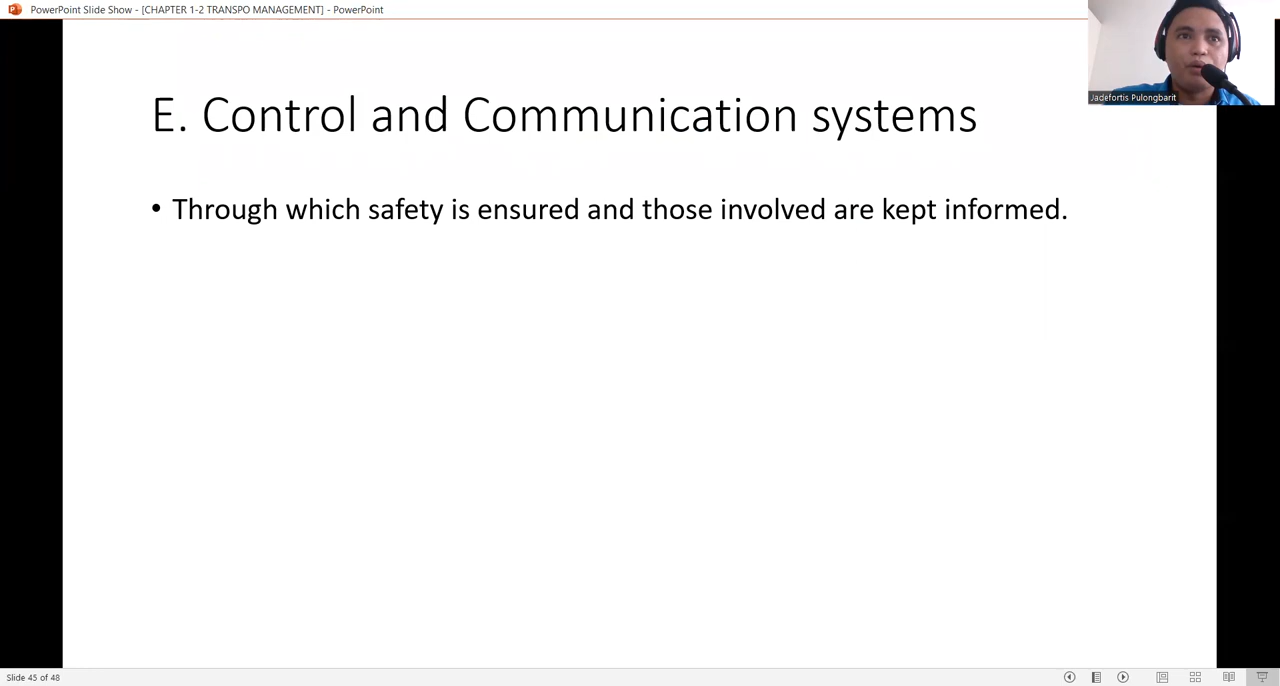 PowerPoint Slide Show - [CHAPTER 1-2 TRANSPO MANAGEMENT] - PowerPoint
Jadefortis Pulongbarit
E. Control and Communication systems
• Through which safety is ensured and those involved are kept informed.
Slide 45 of 48